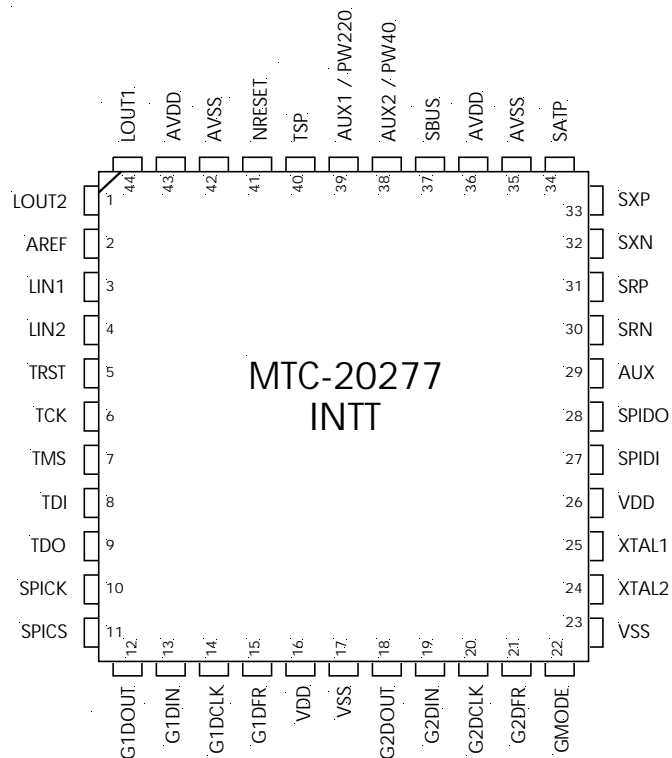 LOUT1
AVDD
AVSS
NRESET
TSP
AUX1 / PW220
AUX2 / PW40
SBUS
AVDD
AVSS
SATP
44
43
42
41
40
39
38
37
36
35
34
LOUT2 1
AREF 2
LIN1 3
LIN2 4
TRST 5
TCK 6
TMS 7
TDI 8
TDO 9
SPICK 10
SPICS 11
MTC-20277
INTT
33 SXP
32 SXN
31 SRP
30 SRN
29 AUX
28 SPIDO
27 SPIDI
26 VDD
25 XTAL1
24 XTAL2
23 VSS
12
13
14
15
16
17
18
19
20
21
22
G1DOUT
G1DIN
G1DCLK
G1DFR
VDD
VSS
G2DOUT
G2DIN
G2DCLK
G2DFR
GMODE